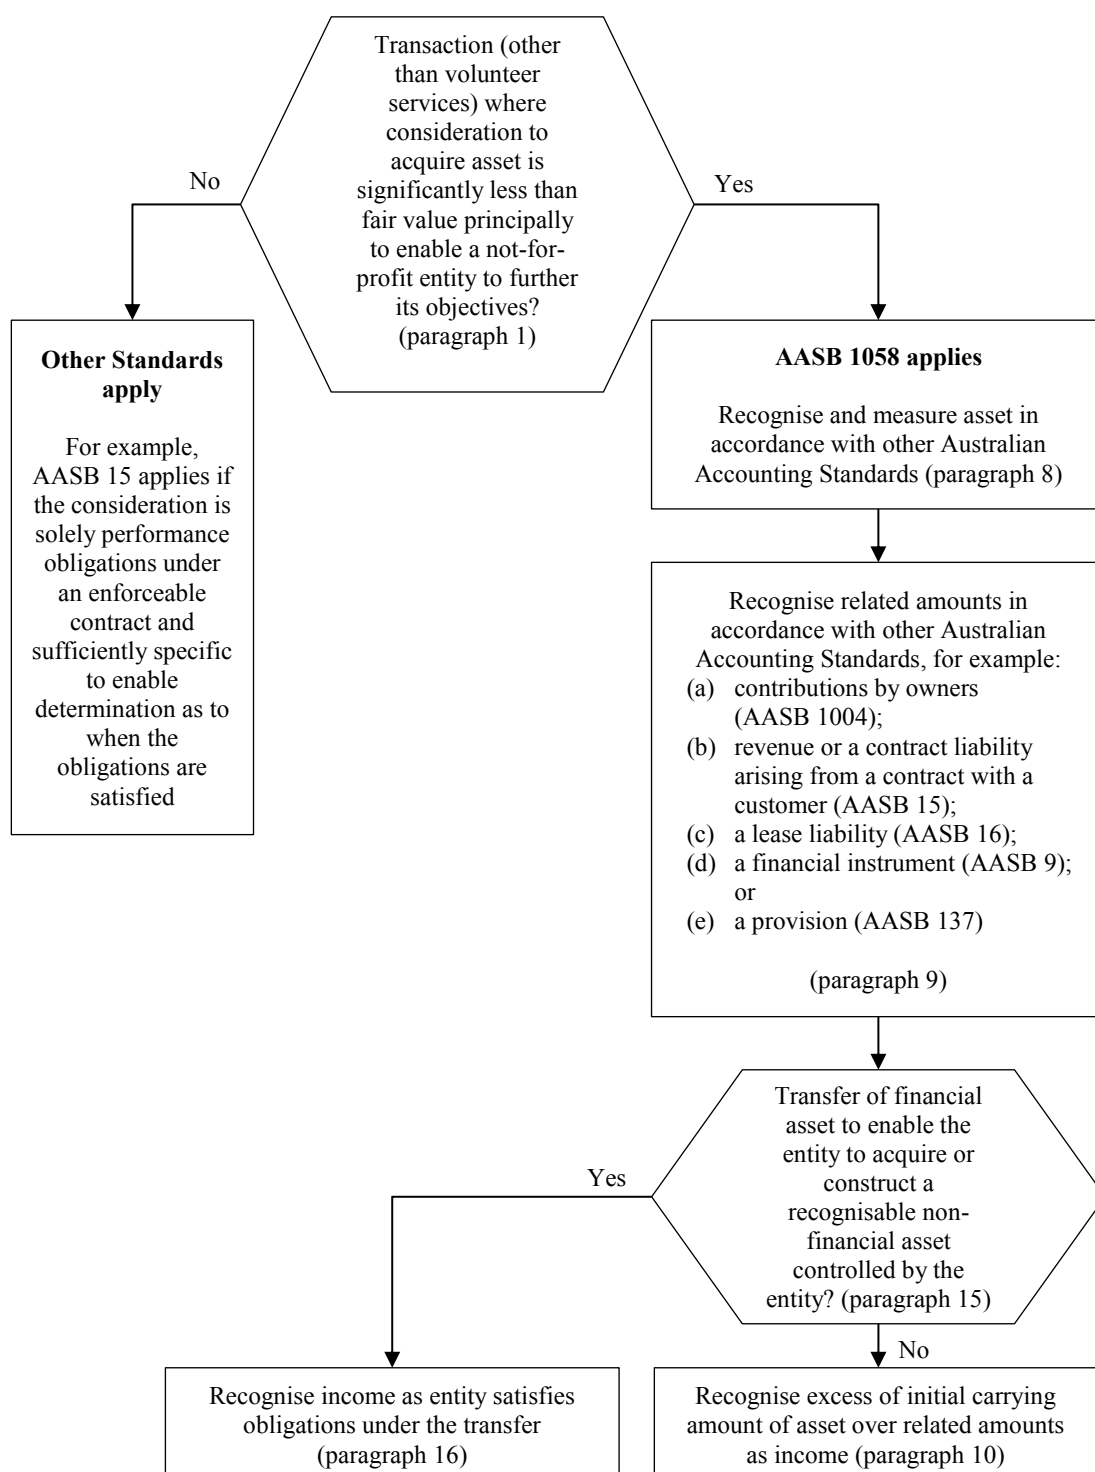 Transaction (other
than volunteer
services) where
consideration to
acquire asset is
significantly less than
fair value principally
to enable a not-for-
profit entity to further
its objectives?
(paragraph 1)
No
Yes
Other Standards
apply
For example,
AASB 15 applies if
the consideration is
solely performance
obligations under
an enforceable
contract and
sufficiently specific
to enable
determination as to
when the
obligations are
satisfied
AASB 1058 applies
Recognise and measure asset in
accordance with other Australian
Accounting Standards (paragraph 8)
Recognise related amounts in
accordance with other Australian
Accounting Standards, for example:
(a) contributions by owners
(AASB 1004);
(b) revenue or a contract liability
arising from a contract with a
customer (AASB 15);
(c) a lease liability (AASB 16);
(d) a financial instrument (AASB 9);
or
(e) a provision (AASB 137)
(paragraph 9)
Transfer of financial
asset to enable the
entity to acquire or
construct a
recognisable non-
financial asset
controlled by the
entity? (paragraph 15)
Yes
No
Recognise income as entity satisfies
obligations under the transfer
(paragraph 16)
Recognise excess of initial carrying
amount of asset over related amounts
as income (paragraph 10)